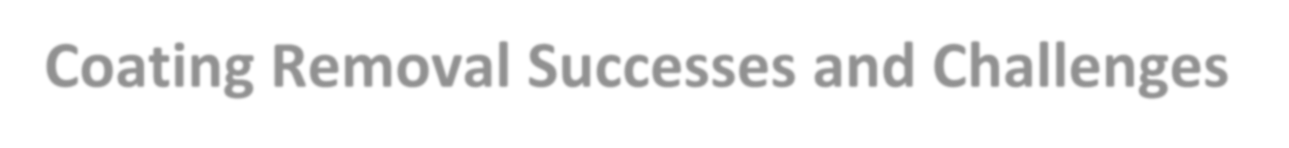 Coating Removal Successes and Challenges